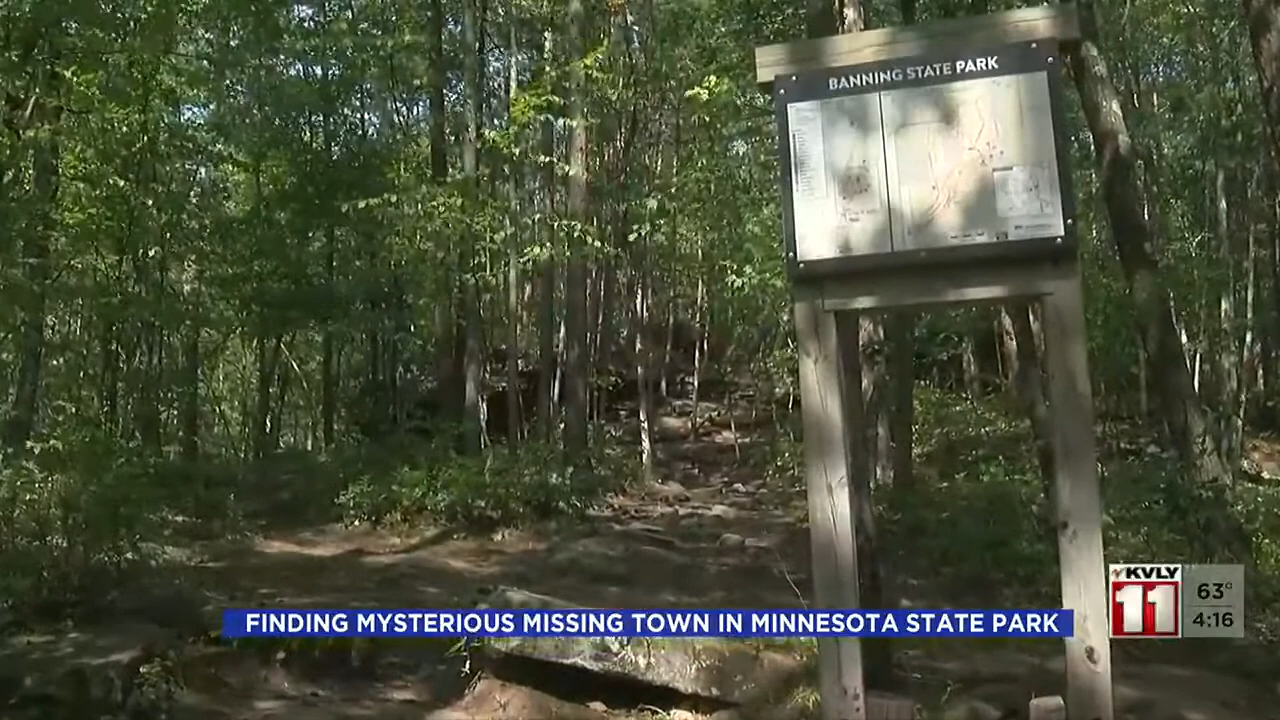 BANNING STATE PARK
FINDING MYSTERIOUS MISSING TOWN IN MINNESOTA STATE PARK
KVLY
11
63°
4:16